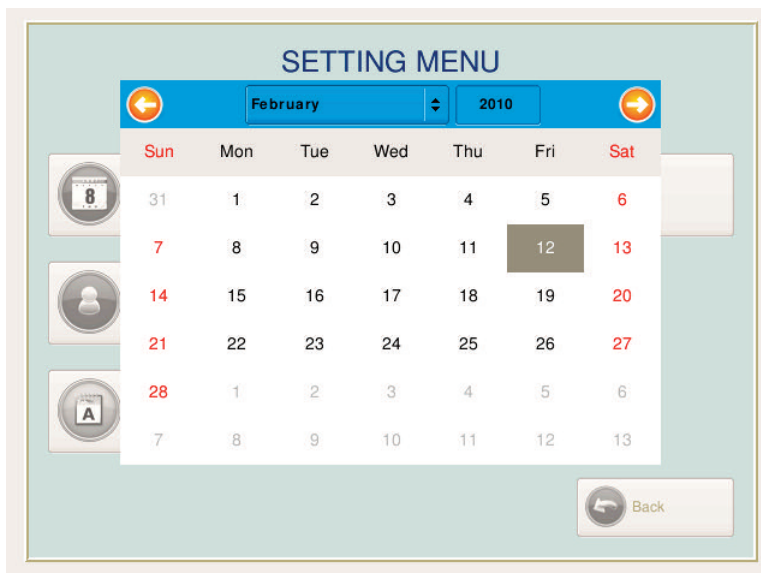 SETTING MENU
February 2010
Sun Mon Tue Wed Thu Fri Sat
8
31 1 2 3 4 5 6
7 8 9 10 11 12 13
14 15 16 17 18 19 20
21 22 23 24 25 26 27
28 1 2 3 4 5 6
A
7 8 9 10 11 12 13
Back